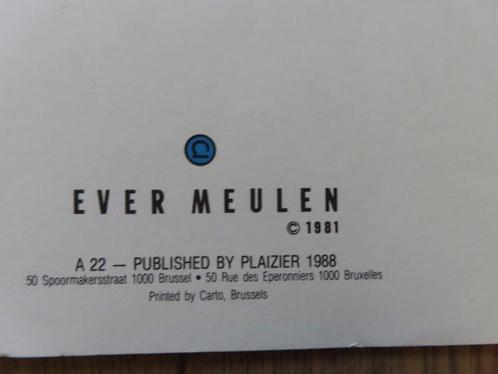 EVER MEULEN
© 1981
A 22 — PUBLISHED BY PLAIZIER 1988
50 Spoormakersstraat 1000 Brussel • 50 Rue des Eperonniers 1000 Bruxelles
Printed by Carto, Brussels